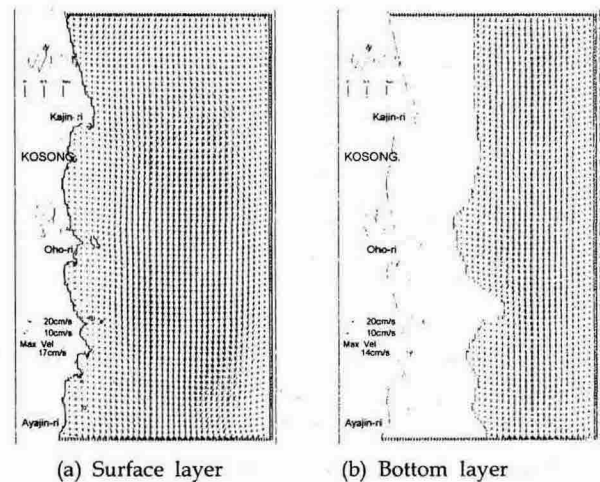 Kajin-ri
KOSONG.
Oho-ri
20cm/s
10cm/s
Max Vel
17cm/s
Ayajin-ri
(a) Surface layer
Kajin-ri
KOSONG.
Oho-ri
20cm/s
10cm/s
Max Vel
14cm/s
Ayajin-ri
(b) Bottom layer